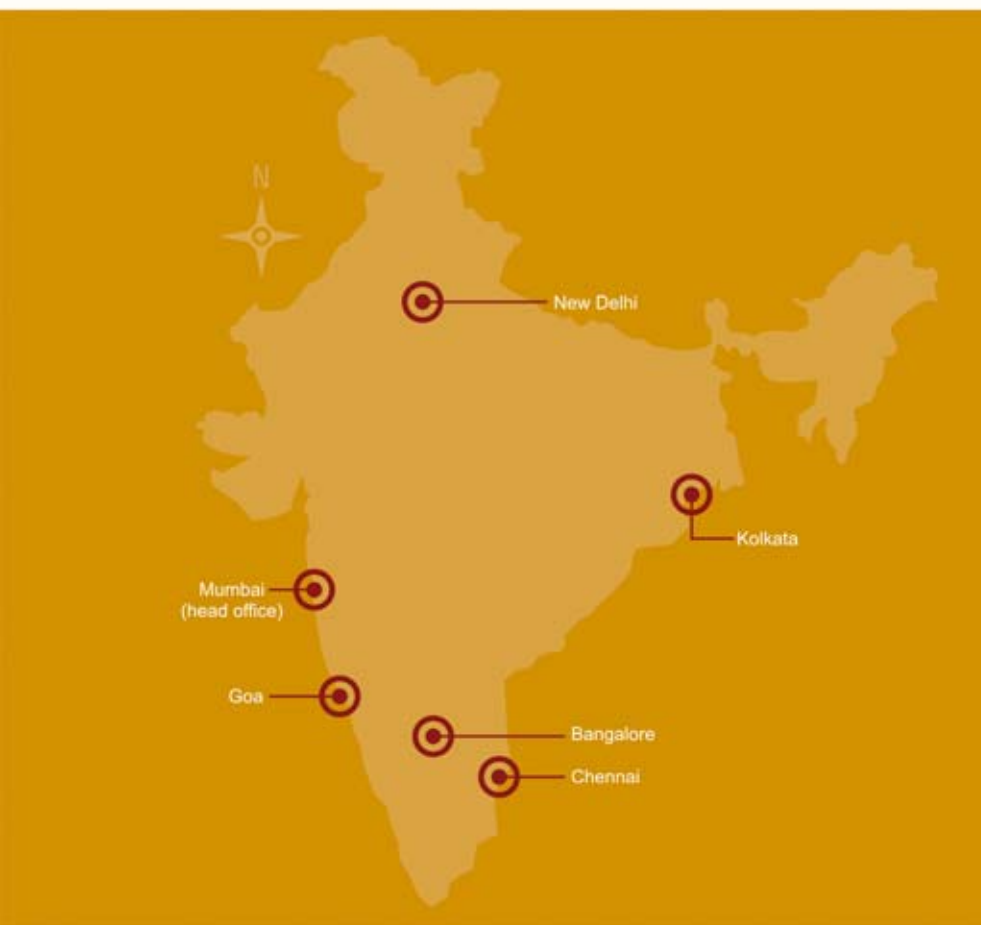 N
New Delhi
Kolkata
Mumbai
(head office)
Goa
Bangalore
Chennai